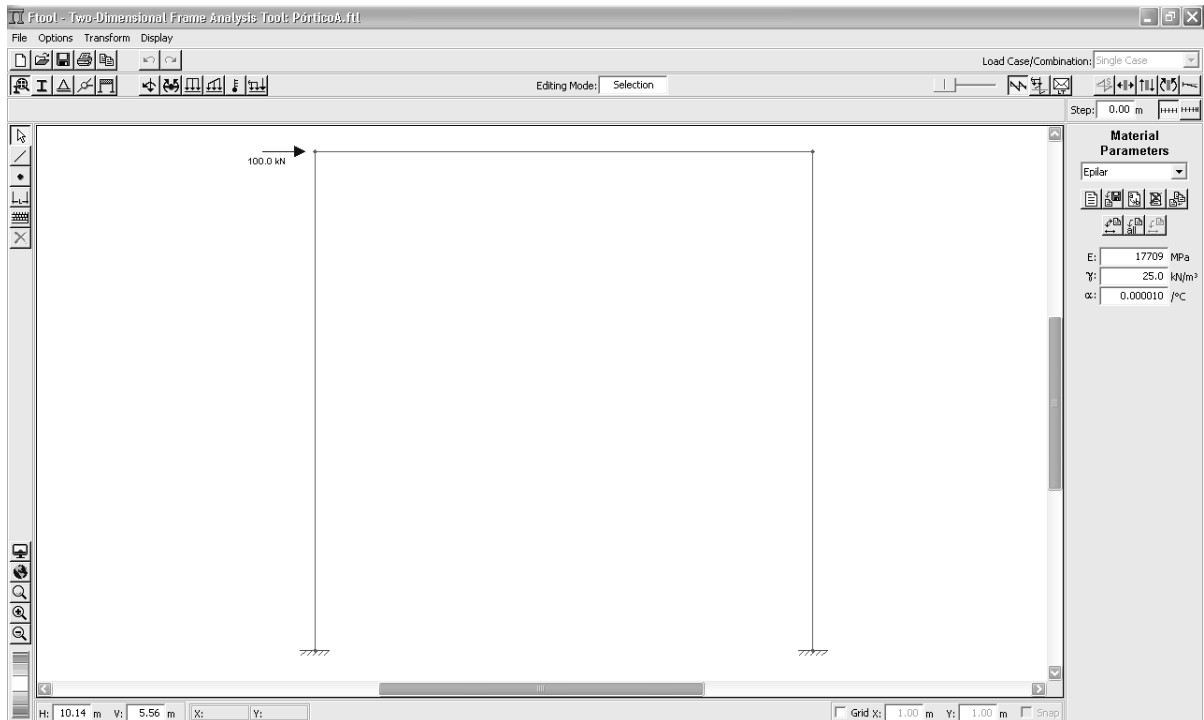 Ftool - Two-Dimensional Frame Analysis Tool: PórticoA.ftl
File Options Transform Display
Load Case/Combination: Single Case
Editing Mode: Selection
Step: 0.00 m
100.0 kN
Material
Parameters
Epilar
all
E: 17709 MPa
γ: 25.0 kN/m³
α: 0.000010 /°C
H: 10.14 m V: 5.56 m X: Y:
Grid X: 1.00 m Y: 1.00 m Snap